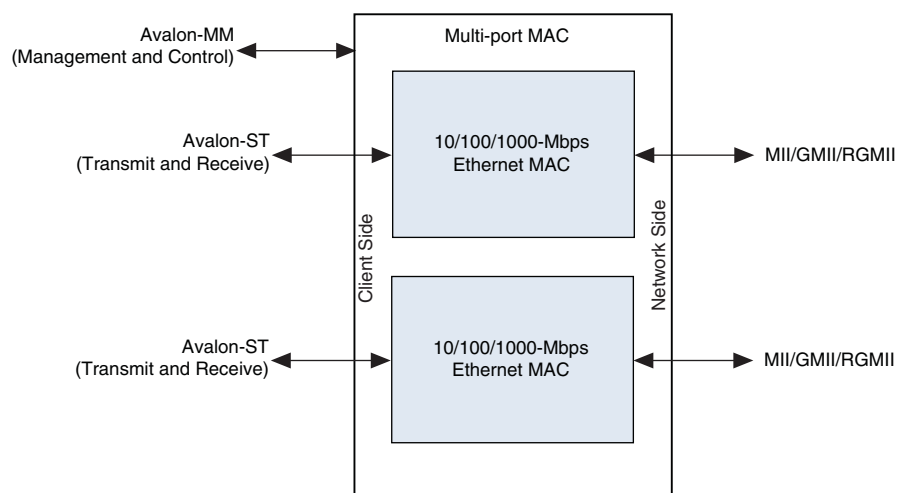 Avalon-MM
(Management and Control)
Multi-port MAC
Avalon-ST
(Transmit and Receive)
10/100/1000-Mbps
Ethernet MAC
MII/GMII/RGMII
Client Side
Network Side
Avalon-ST
(Transmit and Receive)
10/100/1000-Mbps
Ethernet MAC
MII/GMII/RGMII